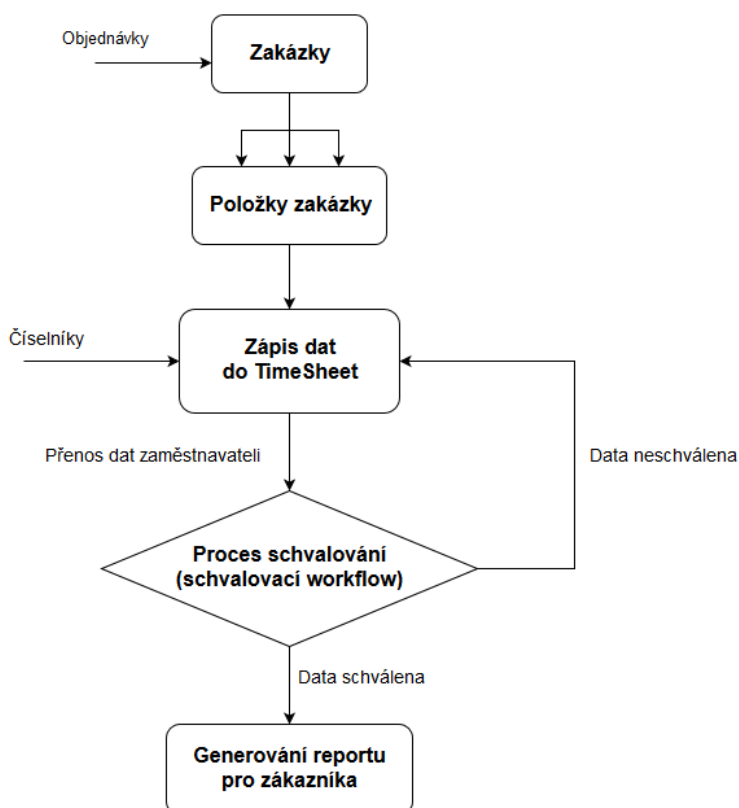 Objednávky
Zakázky
Položky zakázky
Číselníky
Zápis dat
do TimeSheet
Přenos dat zaměstnavateli
Data neschválena
Proces schvalování
(schvalovací workflow)
Data schválena
Generování reportu
pro zákazníka